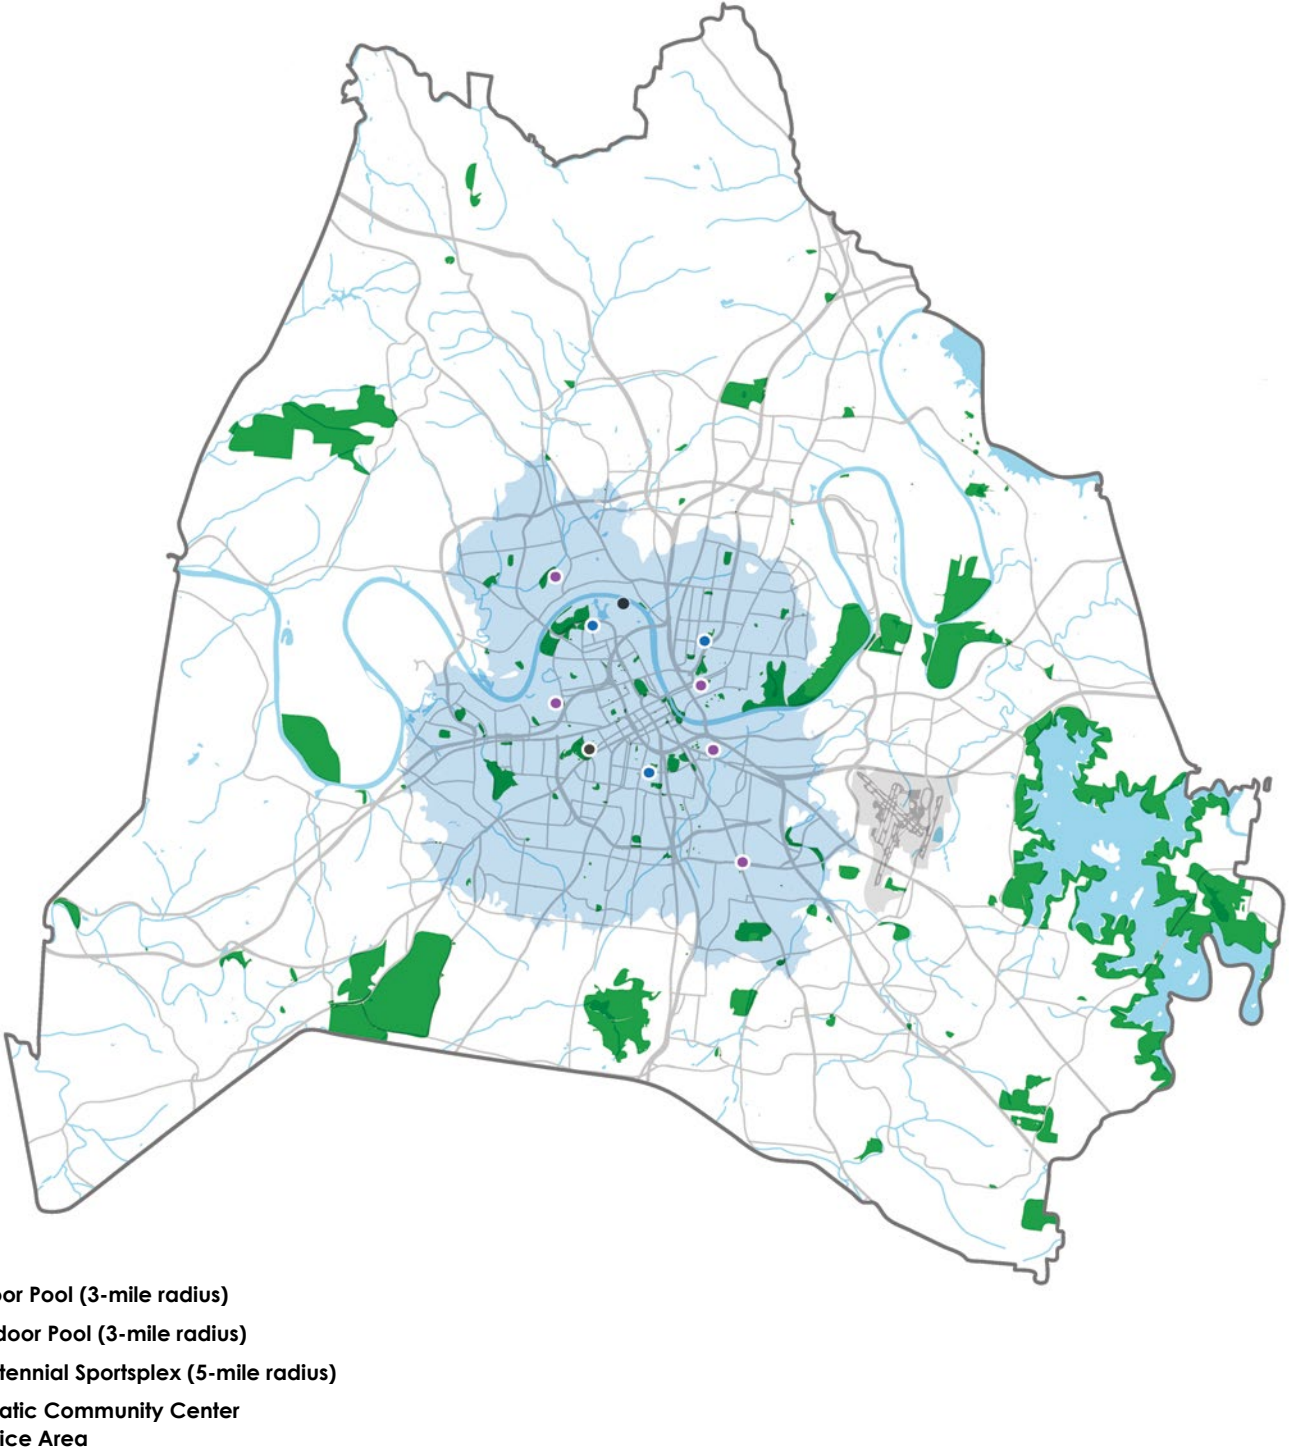 oor Pool (3-mile radius)
door Pool (3-mile radius)
tennial Sportsplex (5-mile radius)
atic Community Center
ice Area